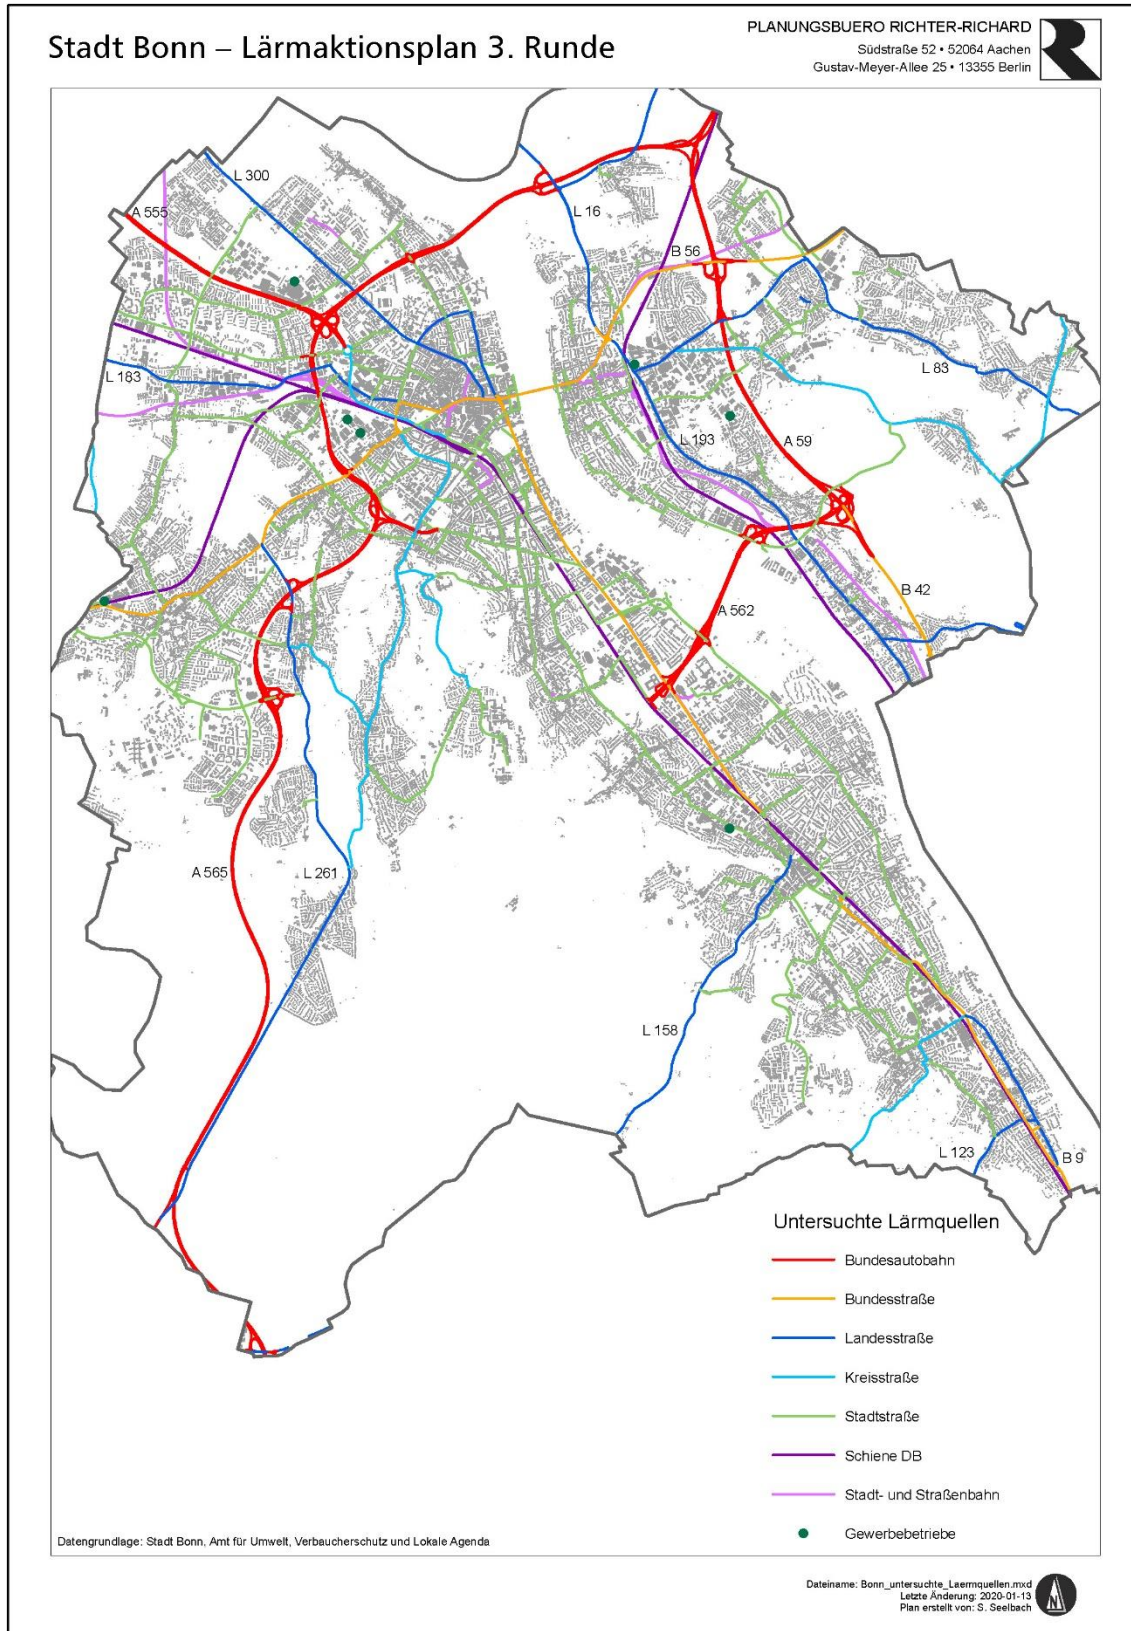 Stadt Bonn – Lärmaktionsplan 3. Runde
PLANUNGSBUERO RICHTER-RICHARD
Südstraße 52 • 52064 Aachen
Gustav-Meyer-Allee 25 • 13355 Berlin
L 300
A 555
L 16
B 56
L 183
L 83
L 193
A 59
B 42
A 562
A 565
L 261
L 158
L 123
B 9
Untersuchte Lärmquellen
Bundesautobahn
Bundesstraße
Landesstraße
Kreisstraße
Stadtstraße
Schiene DB
Stadt- und Straßenbahn
Gewerbebetriebe
Datengrundlage: Stadt Bonn, Amt für Umwelt, Verbaucherschutz und Lokale Agenda
Dateiname: Bonn_untersuchte_Laermquellen.mxd
Letzte Änderung: 2020-01-13
Plan erstellt von: S. Seelbach
N